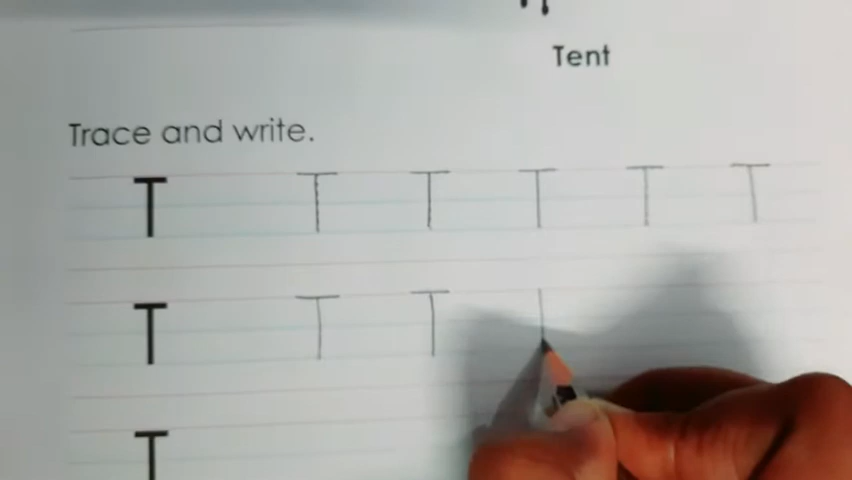 Tent
Trace and write.
T T T T T T
T T T
T